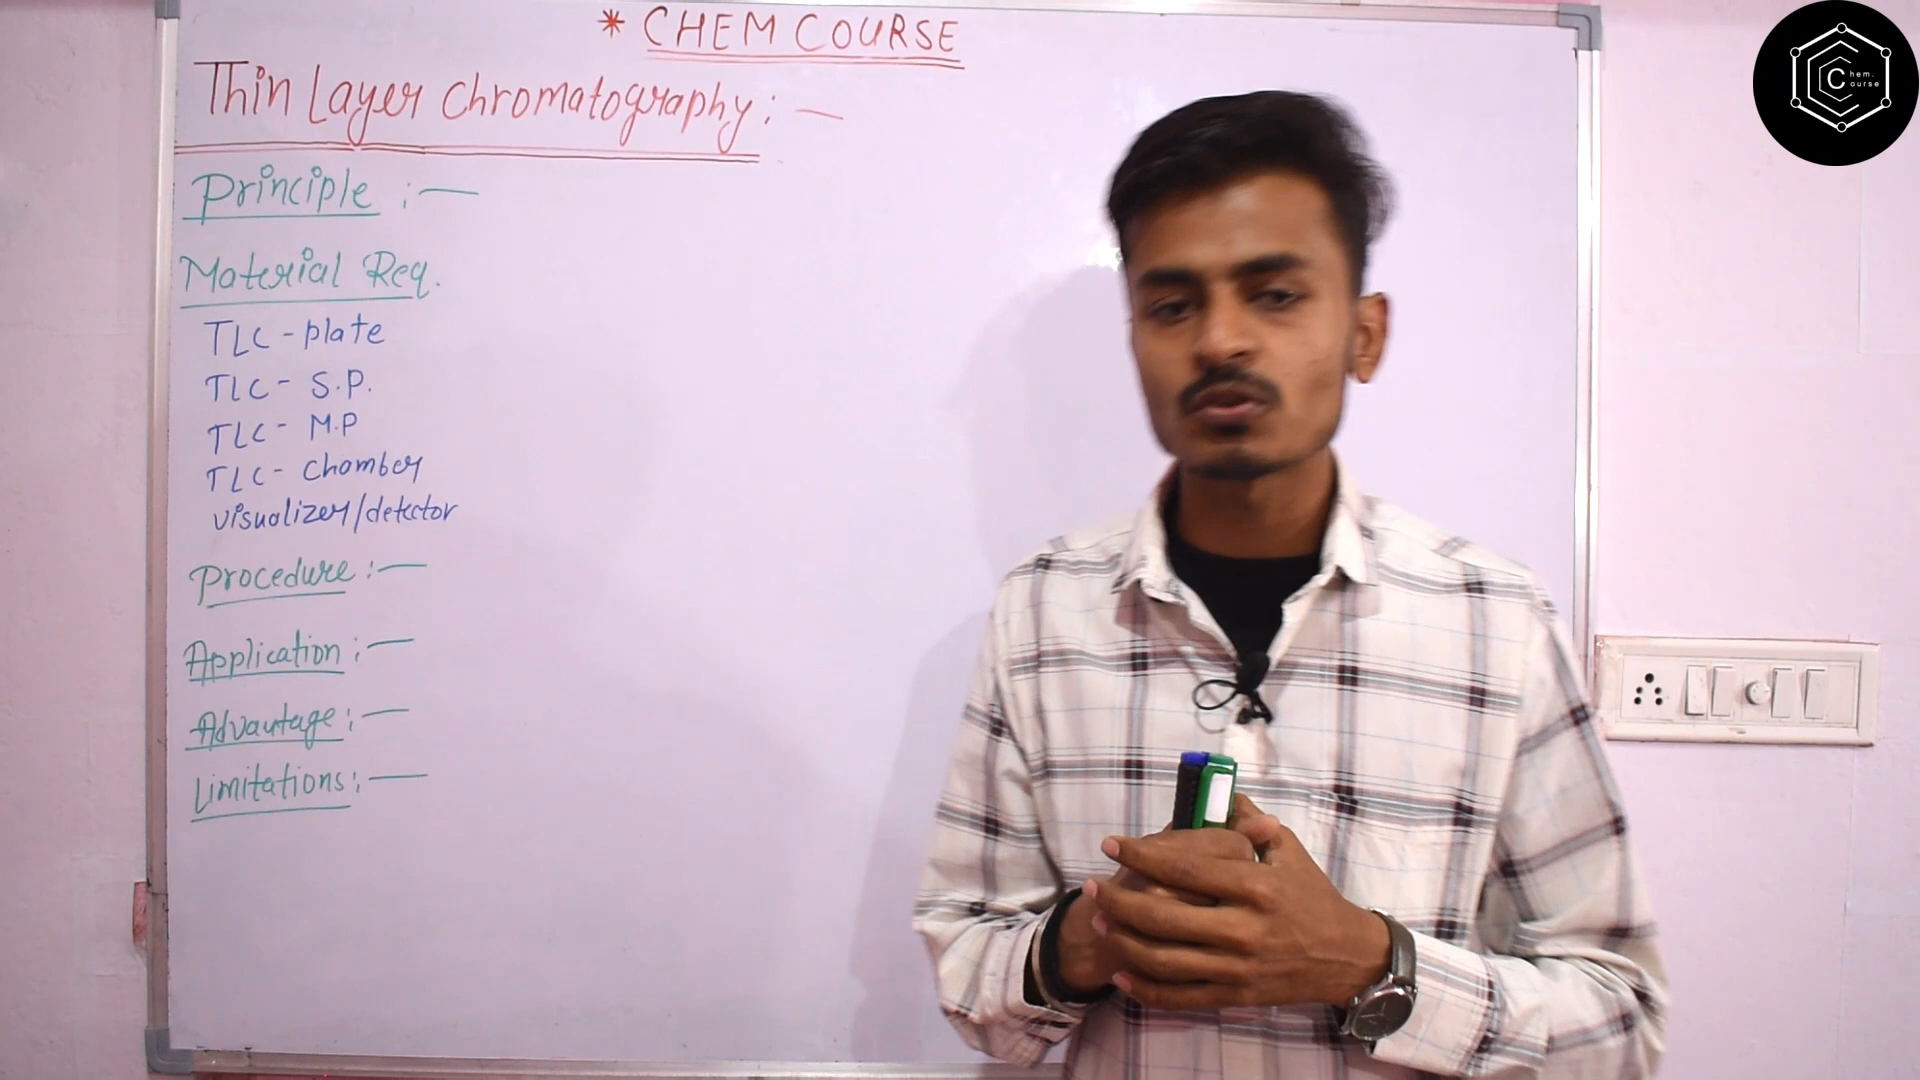 * CHEM COURSE
Thin Layer Chromatography : —
Principle : —
Material Req.
TLC - plate
TLC - S.P.
TLC - M.P
TLC - Chamber
visualizer/detector
Procedure : —
Application : —
Advantage : —
Limitations : —
Chem.
Course